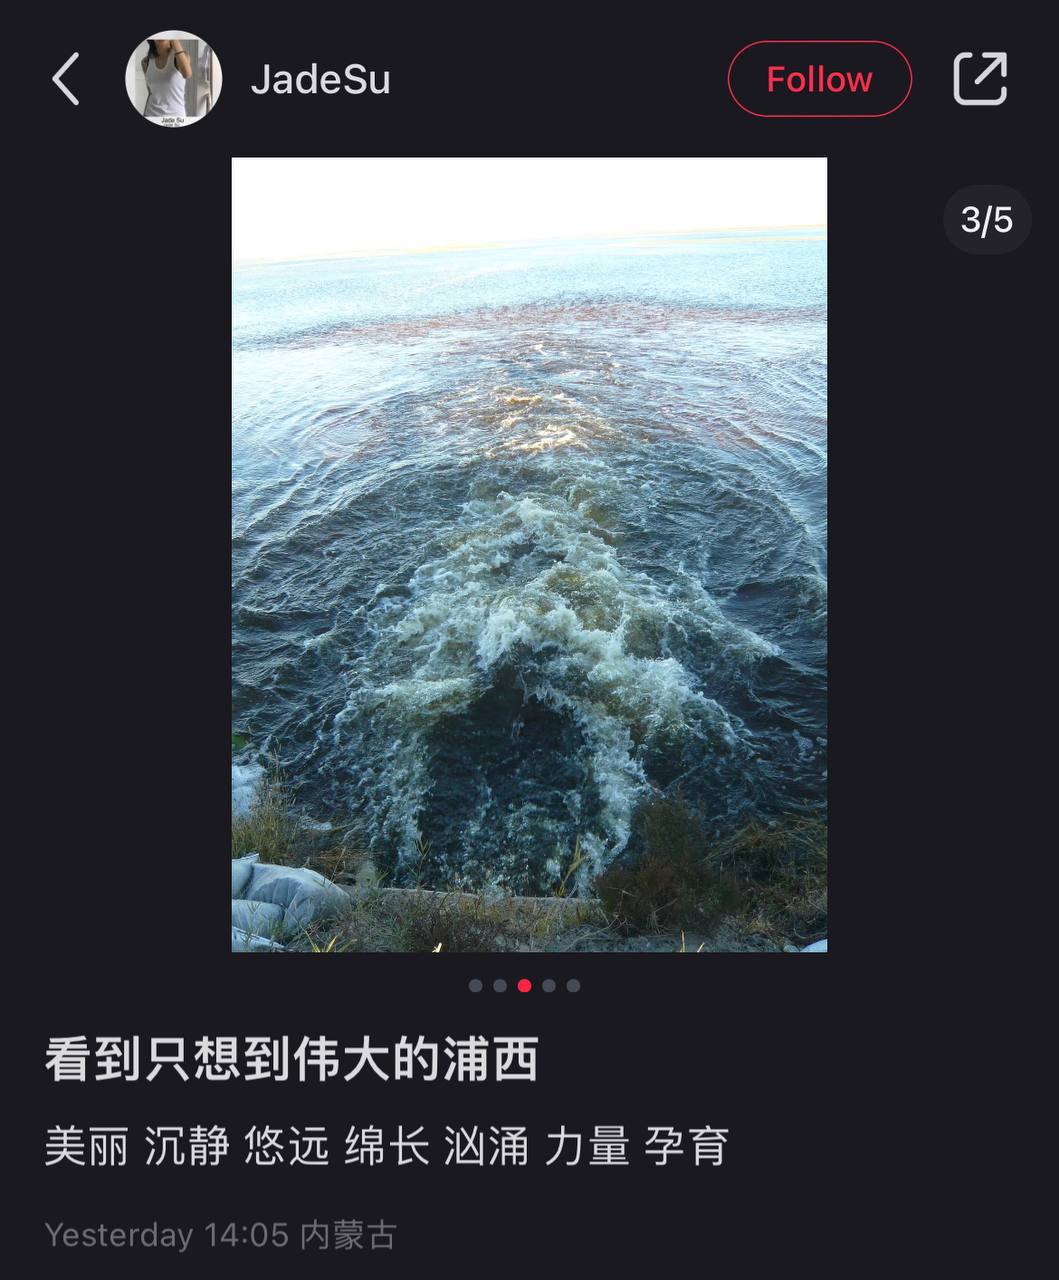 JadeSu
Follow
Jade Su
3/5
看到只想到伟大的浦西
美丽 沉静 悠远 绵长 汹涌 力量 孕育
Yesterday 14:05 内蒙古